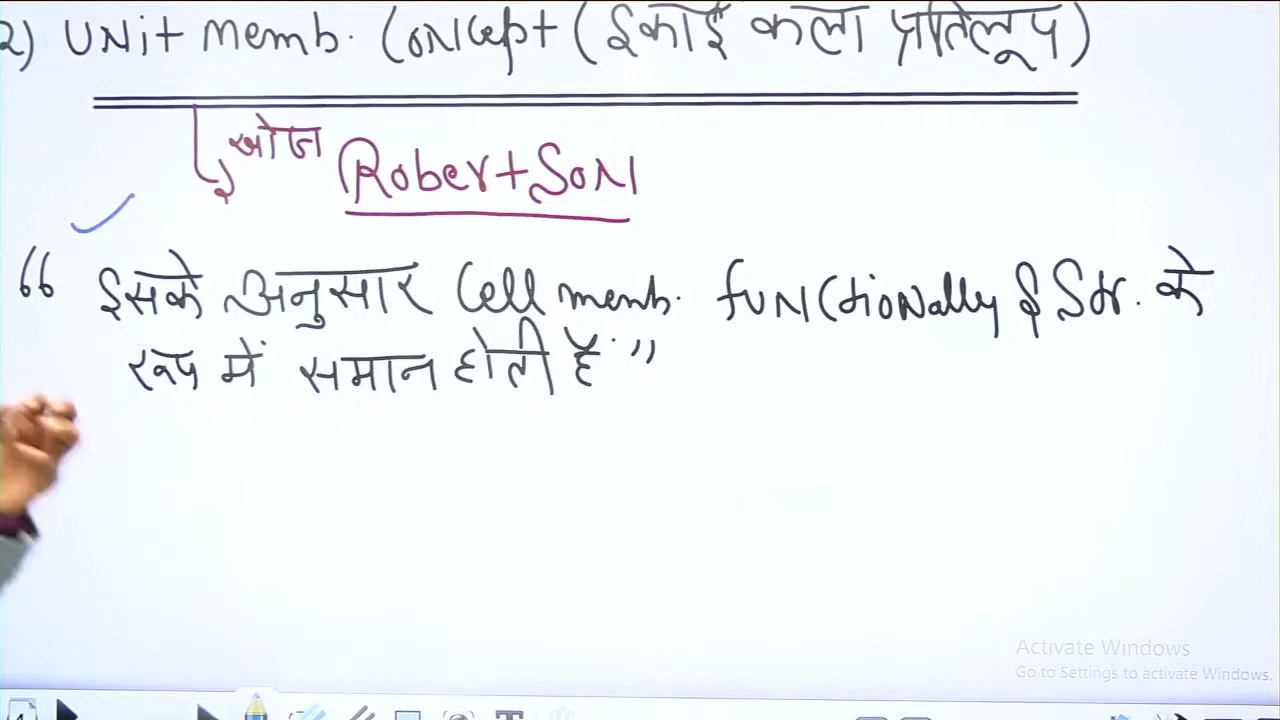 2) UNit memb. Concept ( इकाई कला प्रतिलूप )
खोज Robertson
“ इसके अनुसार Cell memb. functionally & Str. के
रूप में समान होती है.”
Activate Windows
Go to Settings to activate Windows.